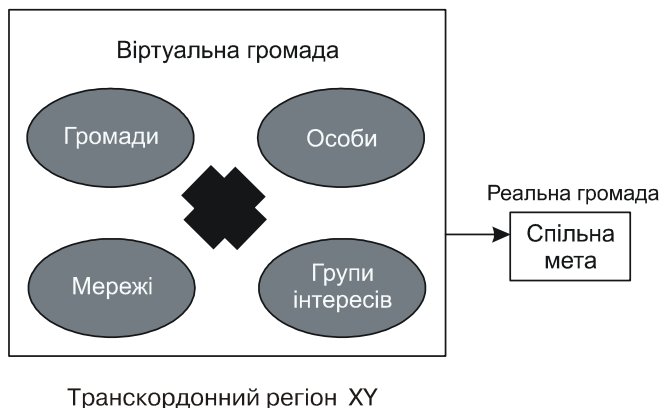 Віртуальна громада
Громади
Особи
Мережі
Групи
інтересів
Реальна громада
Спільна
мета
Транскордонний регіон XY